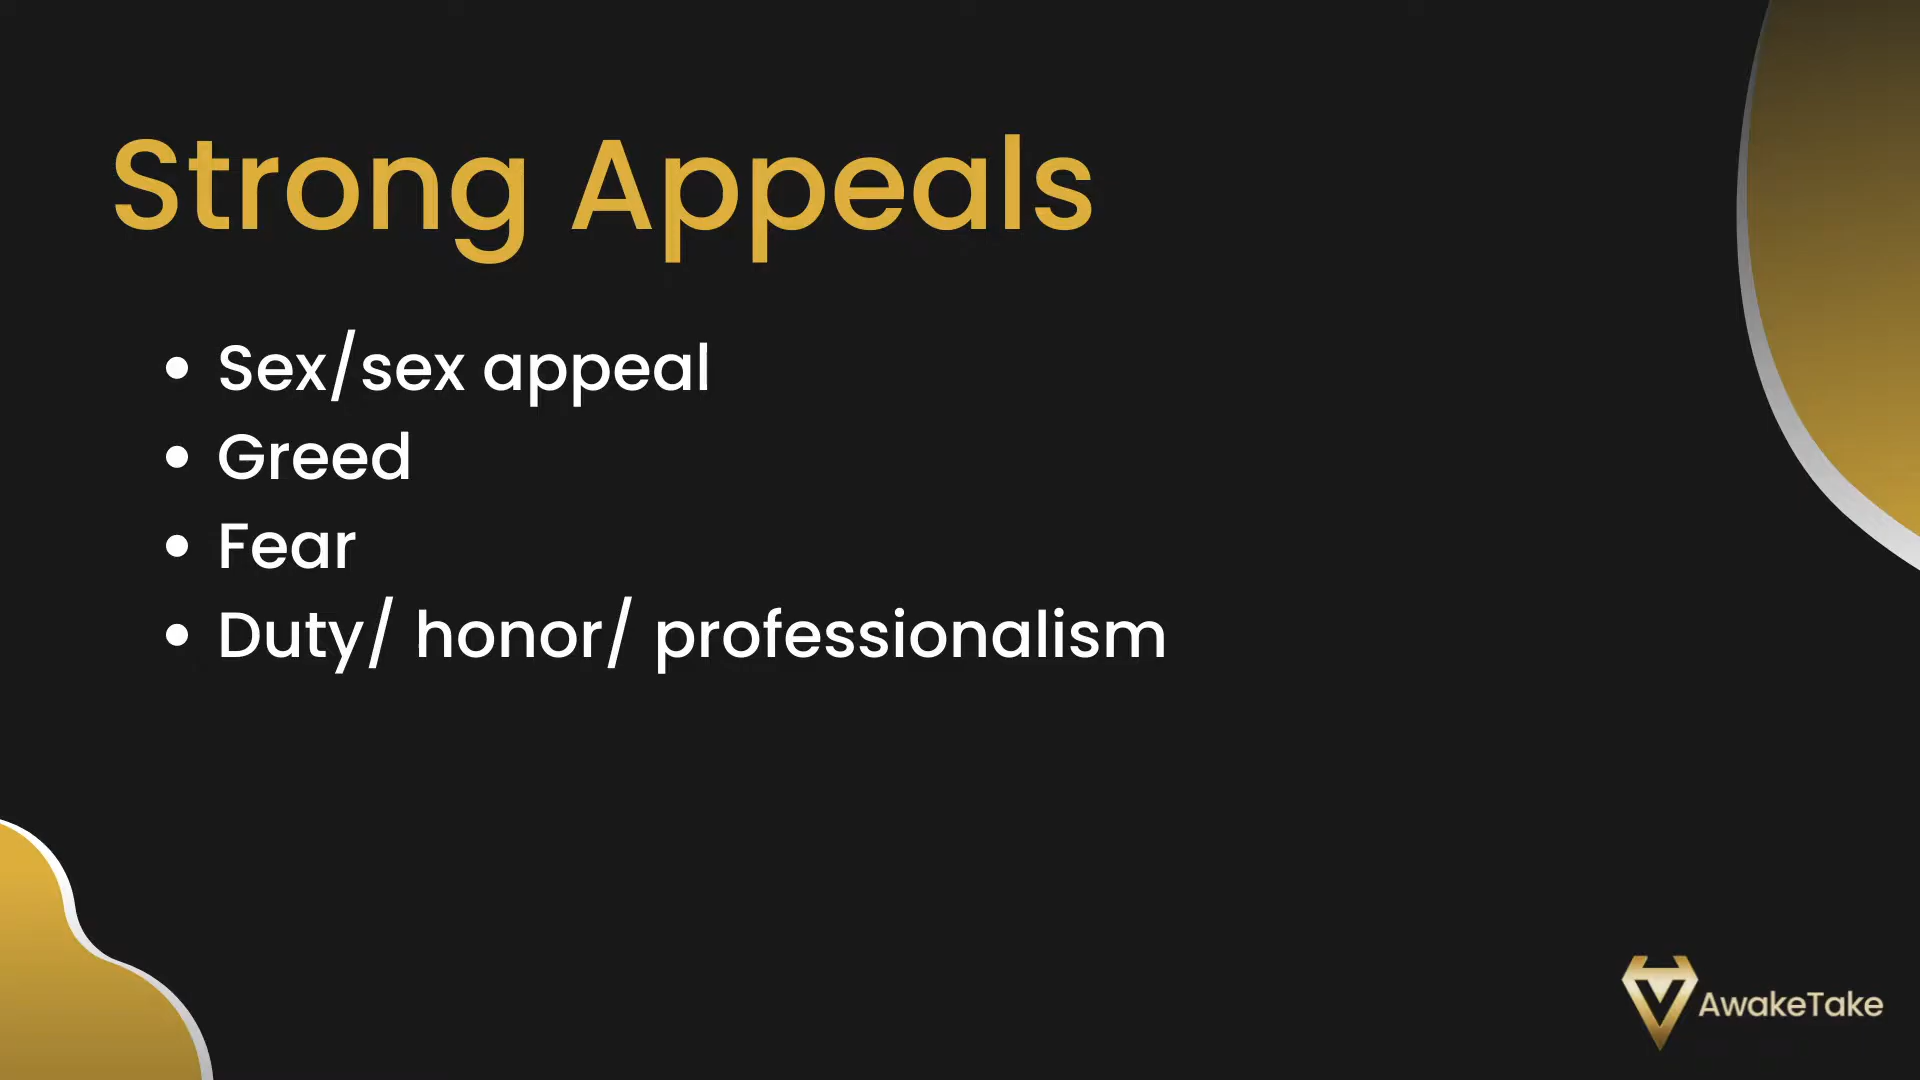 Strong Appeals
• Sex/sex appeal
• Greed
• Fear
• Duty/ honor/ professionalism
AwakeTake